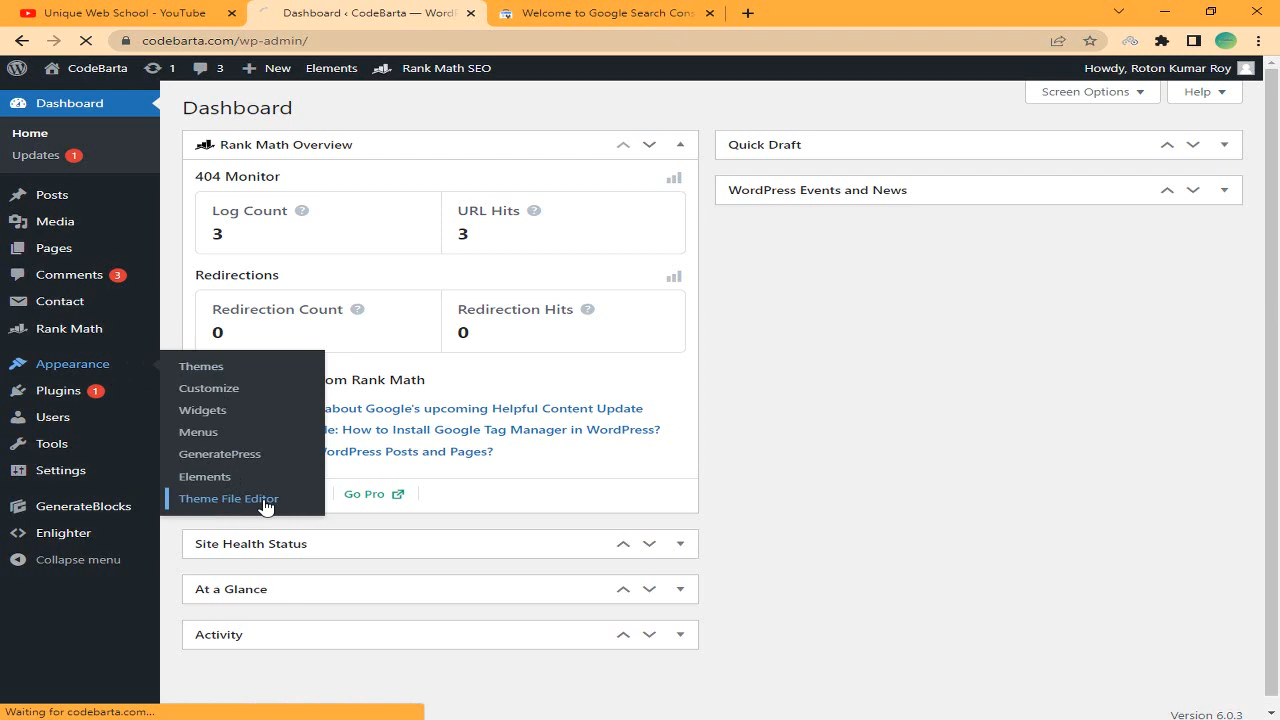 Unique Web School - YouTube
Dashboard ‹ CodeBarta — WordP
Welcome to Google Search Cons
codebarta.com/wp-admin/
CodeBarta
1
3
New
Elements
Rank Math SEO
Howdy, Roton Kumar Roy
Dashboard
Home
Updates 1
Posts
Media
Pages
Comments 3
Contact
Rank Math
Appearance
Plugins 1
Users
Tools
Settings
GenerateBlocks
Enlighter
Collapse menu
Themes
Customize
Widgets
Menus
GeneratePress
Elements
Theme File Editor
Dashboard
Screen Options
Help
Rank Math Overview
404 Monitor
Log Count
3
URL Hits
3
Redirections
Redirection Count
0
Redirection Hits
0
om Rank Math
about Google's upcoming Helpful Content Update
le: How to Install Google Tag Manager in WordPress?
WordPress Posts and Pages?
Go Pro
Site Health Status
At a Glance
Activity
Quick Draft
WordPress Events and News
Waiting for codebarta.com...
Version 6.0.3